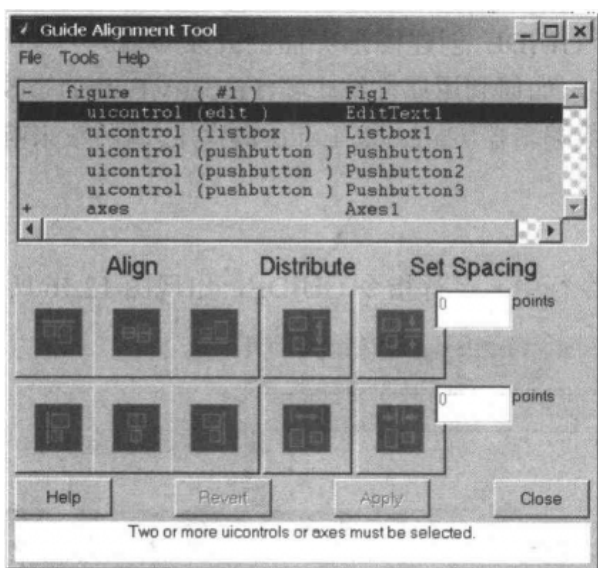 Guide Alignment Tool
File Tools Help
- figure ( #1 ) Fig1
uicontrol (edit ) EditText1
uicontrol (listbox ) Listbox1
uicontrol (pushbutton ) Pushbutton1
uicontrol (pushbutton ) Pushbutton2
uicontrol (pushbutton ) Pushbutton3
+ axes Axes1
Align Distribute Set Spacing
0 points
0 points
Help Revert Apply Close
Two or more uicontrols or axes must be selected.